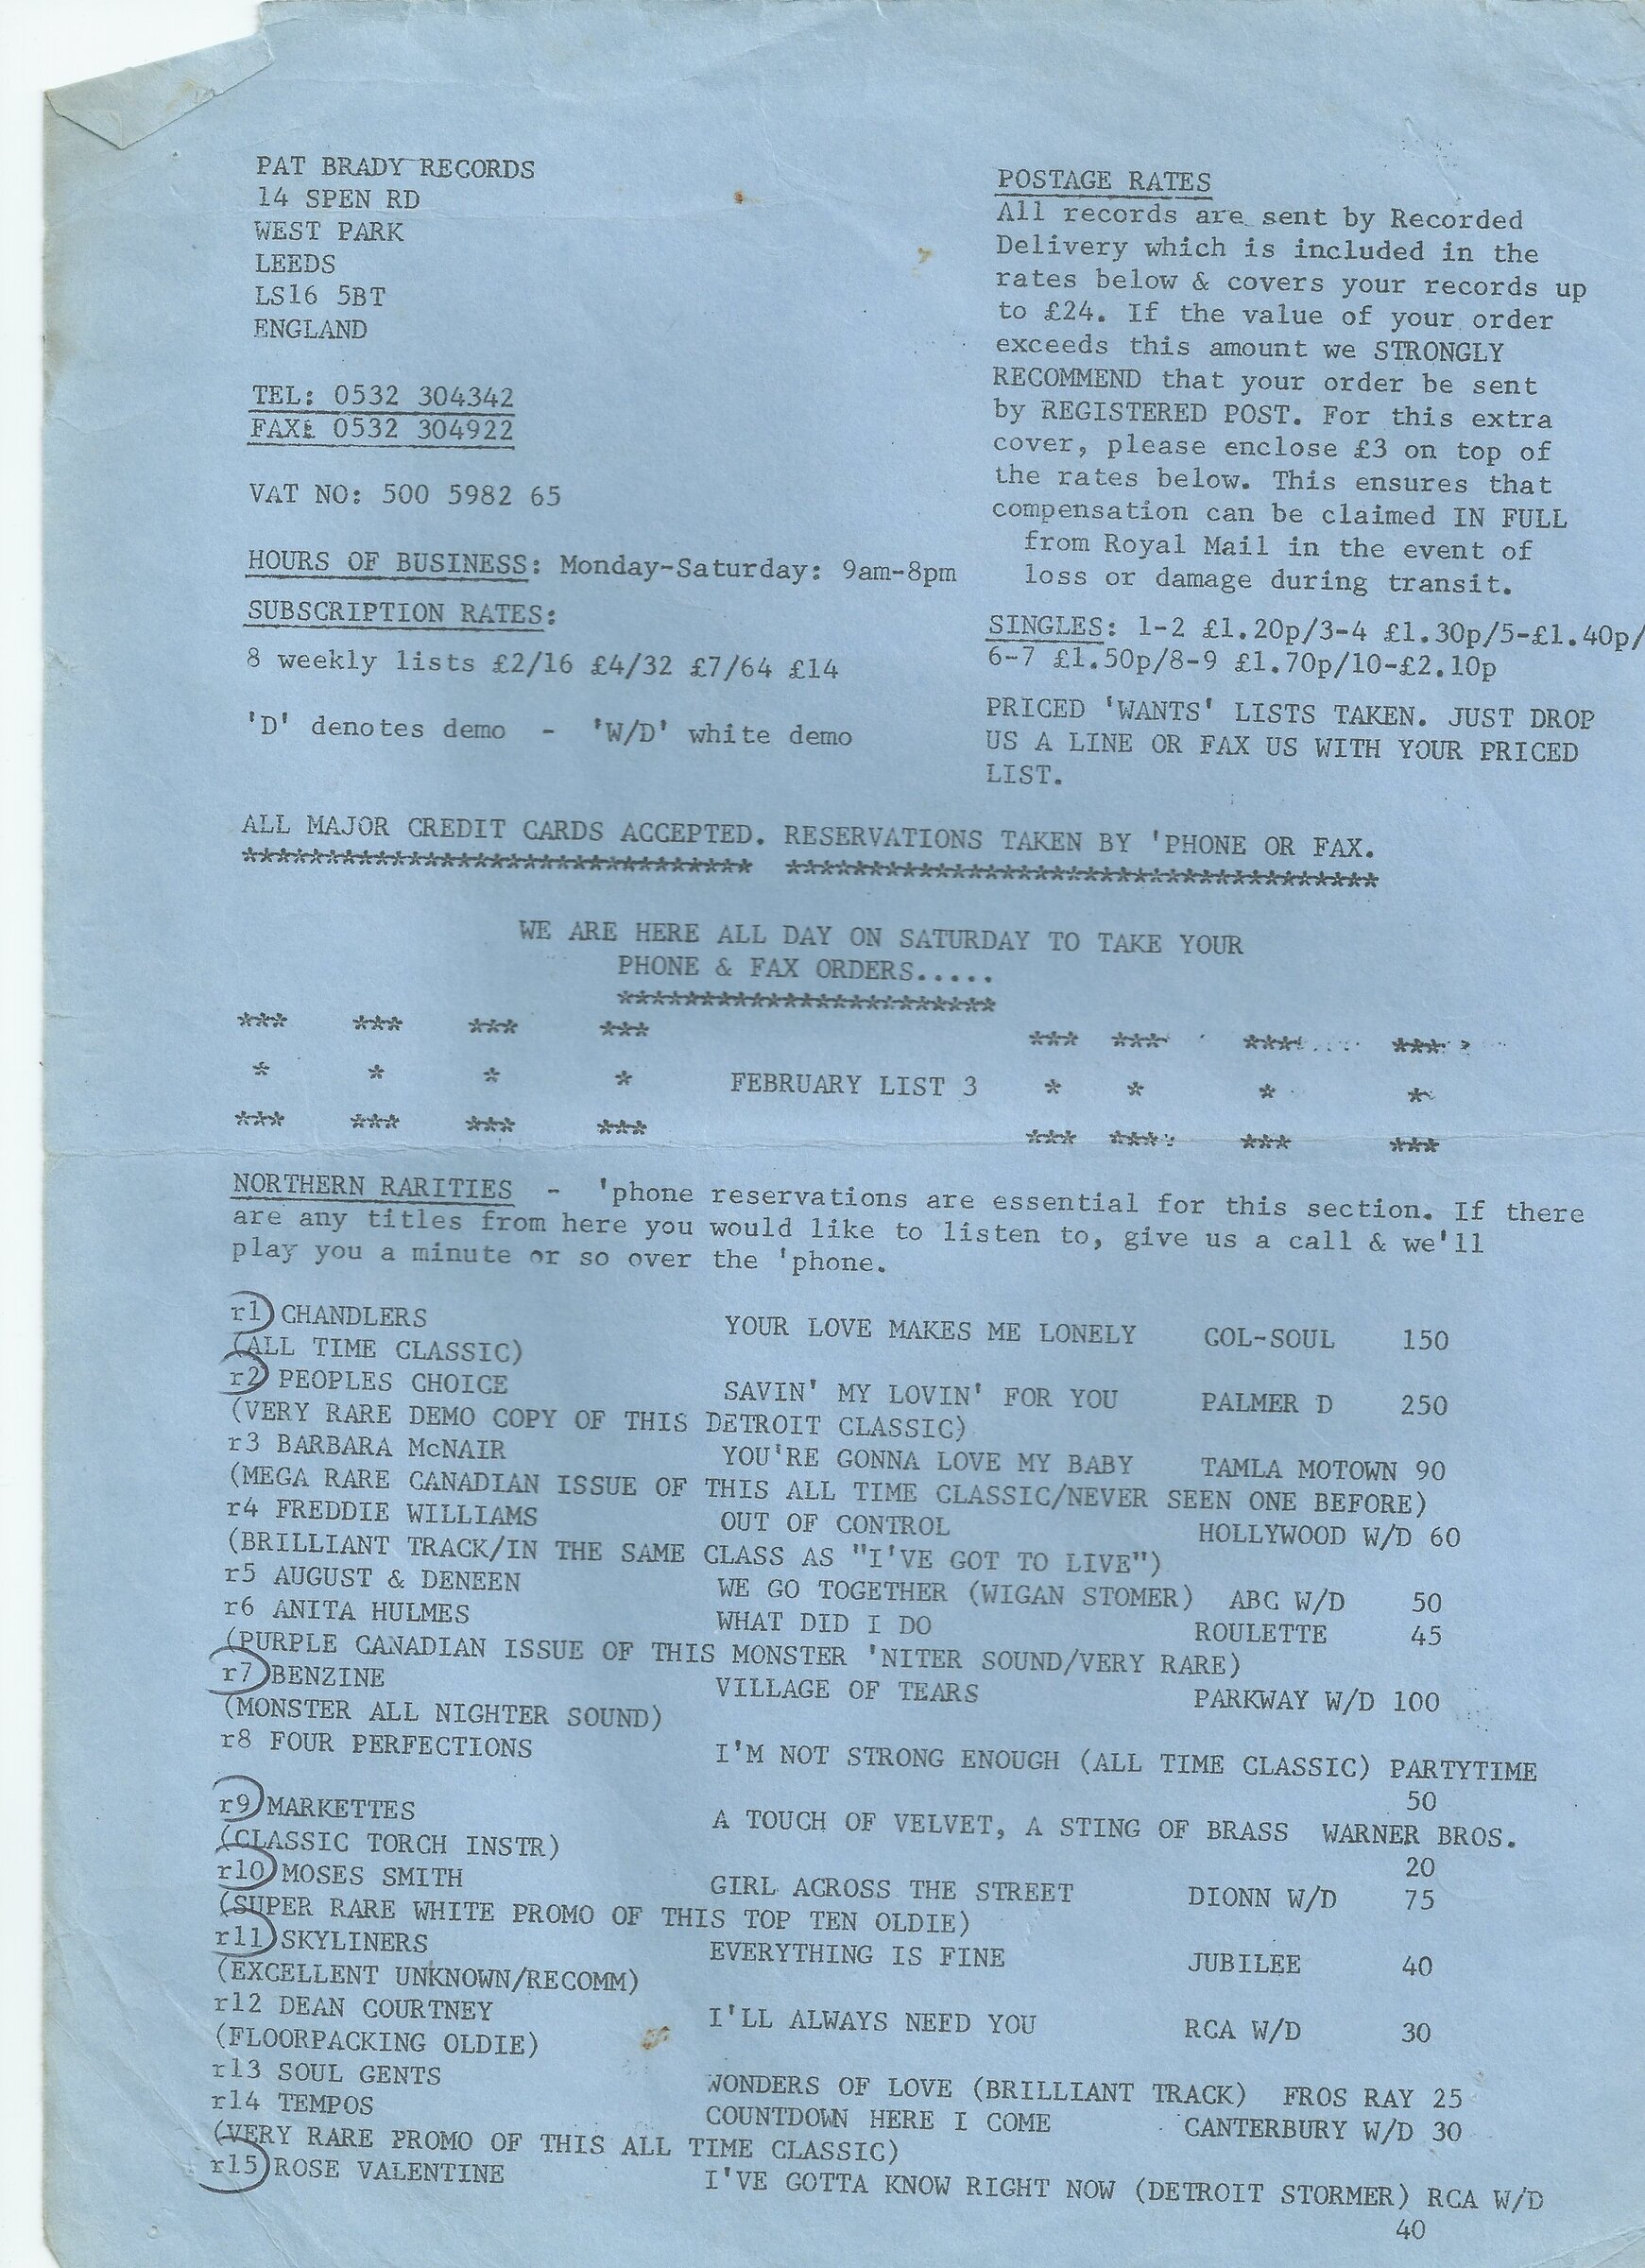 PAT BRADY RECORDS
14 SPEN RD
WEST PARK
LEEDS
LS16 5BT
ENGLAND
TEL: 0532 304342
FAX: 0532 304922
VAT NO: 500 5982 65
HOURS OF BUSINESS: Monday-Saturday: 9am-8pm
SUBSCRIPTION RATES:
8 weekly lists £2/16 £4/32 £7/64 £14
'D' denotes demo - 'W/D' white demo
POSTAGE RATES
All records are sent by Recorded
Delivery which is included in the
rates below & covers your records up
to £24. If the value of your order
exceeds this amount we STRONGLY
RECOMMEND that your order be sent
by REGISTERED POST. For this extra
cover, please enclose £3 on top of
the rates below. This ensures that
compensation can be claimed IN FULL
from Royal Mail in the event of
loss or damage during transit.
SINGLES: 1-2 £1.20p/3-4 £1.30p/5-£1.40p/
6-7 £1.50p/8-9 £1.70p/10-£2.10p
PRICED 'WANTS' LISTS TAKEN. JUST DROP
US A LINE OR FAX US WITH YOUR PRICED
LIST.
ALL MAJOR CREDIT CARDS ACCEPTED. RESERVATIONS TAKEN BY 'PHONE OR FAX.
******************************* ************************************
WE ARE HERE ALL DAY ON SATURDAY TO TAKE YOUR
PHONE & FAX ORDERS.....
***********************
*** *** *** *** *** *** *** ***
* * * * FEBRUARY LIST 3 * * * *
*** *** *** *** *** *** *** ***
NORTHERN RARITIES - 'phone reservations are essential for this section. If there
are any titles from here you would like to listen to, give us a call & we'll
play you a minute or so over the 'phone.
r1 CHANDLERS YOUR LOVE MAKES ME LONELY COL-SOUL 150
(ALL TIME CLASSIC)
r2 PEOPLES CHOICE SAVIN' MY LOVIN' FOR YOU PALMER D 250
(VERY RARE DEMO COPY OF THIS DETROIT CLASSIC)
r3 BARBARA McNAIR YOU'RE GONNA LOVE MY BABY TAMLA MOTOWN 90
(MEGA RARE CANADIAN ISSUE OF THIS ALL TIME CLASSIC/NEVER SEEN ONE BEFORE)
r4 FREDDIE WILLIAMS OUT OF CONTROL HOLLYWOOD W/D 60
(BRILLIANT TRACK/IN THE SAME CLASS AS "I'VE GOT TO LIVE")
r5 AUGUST & DENEEN WE GO TOGETHER (WIGAN STOMER) ABC W/D 50
r6 ANITA HULMES WHAT DID I DO ROULETTE 45
(PURPLE CANADIAN ISSUE OF THIS MONSTER 'NITER SOUND/VERY RARE)
r7 BENZINE VILLAGE OF TEARS PARKWAY W/D 100
(MONSTER ALL NIGHTER SOUND)
r8 FOUR PERFECTIONS I'M NOT STRONG ENOUGH (ALL TIME CLASSIC) PARTYTIME
50
r9 MARKETTES A TOUCH OF VELVET, A STING OF BRASS WARNER BROS.
(CLASSIC TORCH INSTR) 20
r10 MOSES SMITH GIRL ACROSS THE STREET DIONN W/D 75
(SUPER RARE WHITE PROMO OF THIS TOP TEN OLDIE)
r11 SKYLINERS EVERYTHING IS FINE JUBILEE 40
(EXCELLENT UNKNOWN/RECOMM)
r12 DEAN COURTNEY I'LL ALWAYS NEED YOU RCA W/D 30
(FLOORPACKING OLDIE)
r13 SOUL GENTS WONDERS OF LOVE (BRILLIANT TRACK) FROS RAY 25
r14 TEMPOS COUNTDOWN HERE I COME CANTERBURY W/D 30
(VERY RARE PROMO OF THIS ALL TIME CLASSIC)
r15 ROSE VALENTINE I'VE GOTTA KNOW RIGHT NOW (DETROIT STORMER) RCA W/D
40